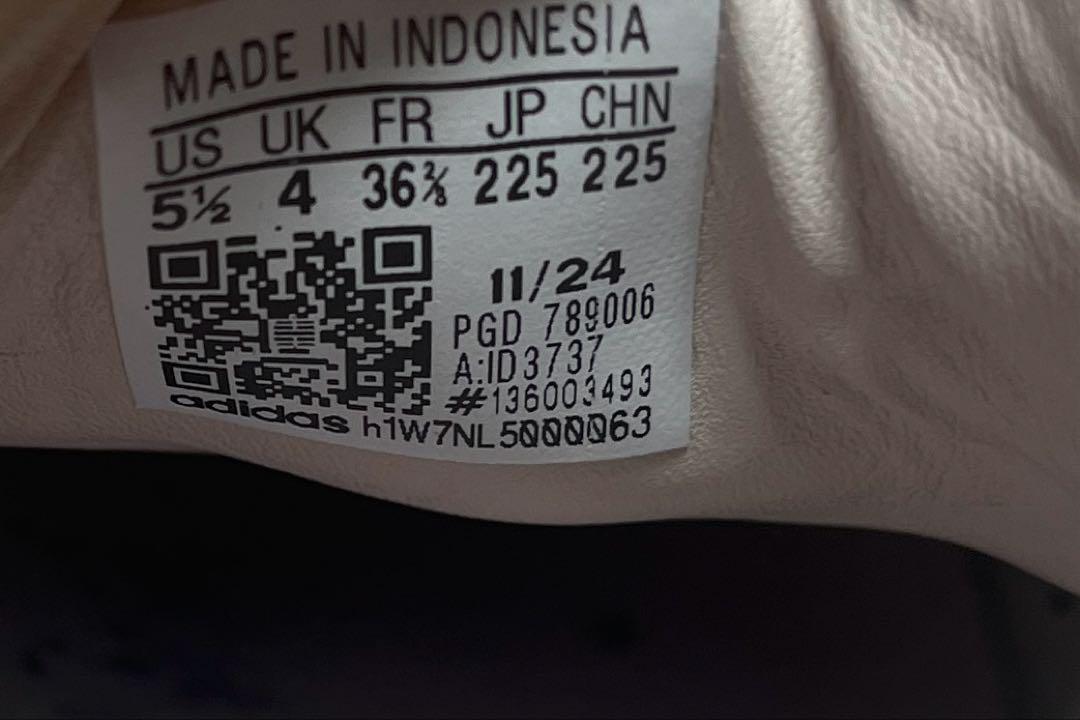 MADE IN INDONESIA
US UK FR JP CHN
5½ 4 36⅔ 225 225
11/24
PGD 789006
A:ID3737
#136003493
adidas h1W7NL5000063